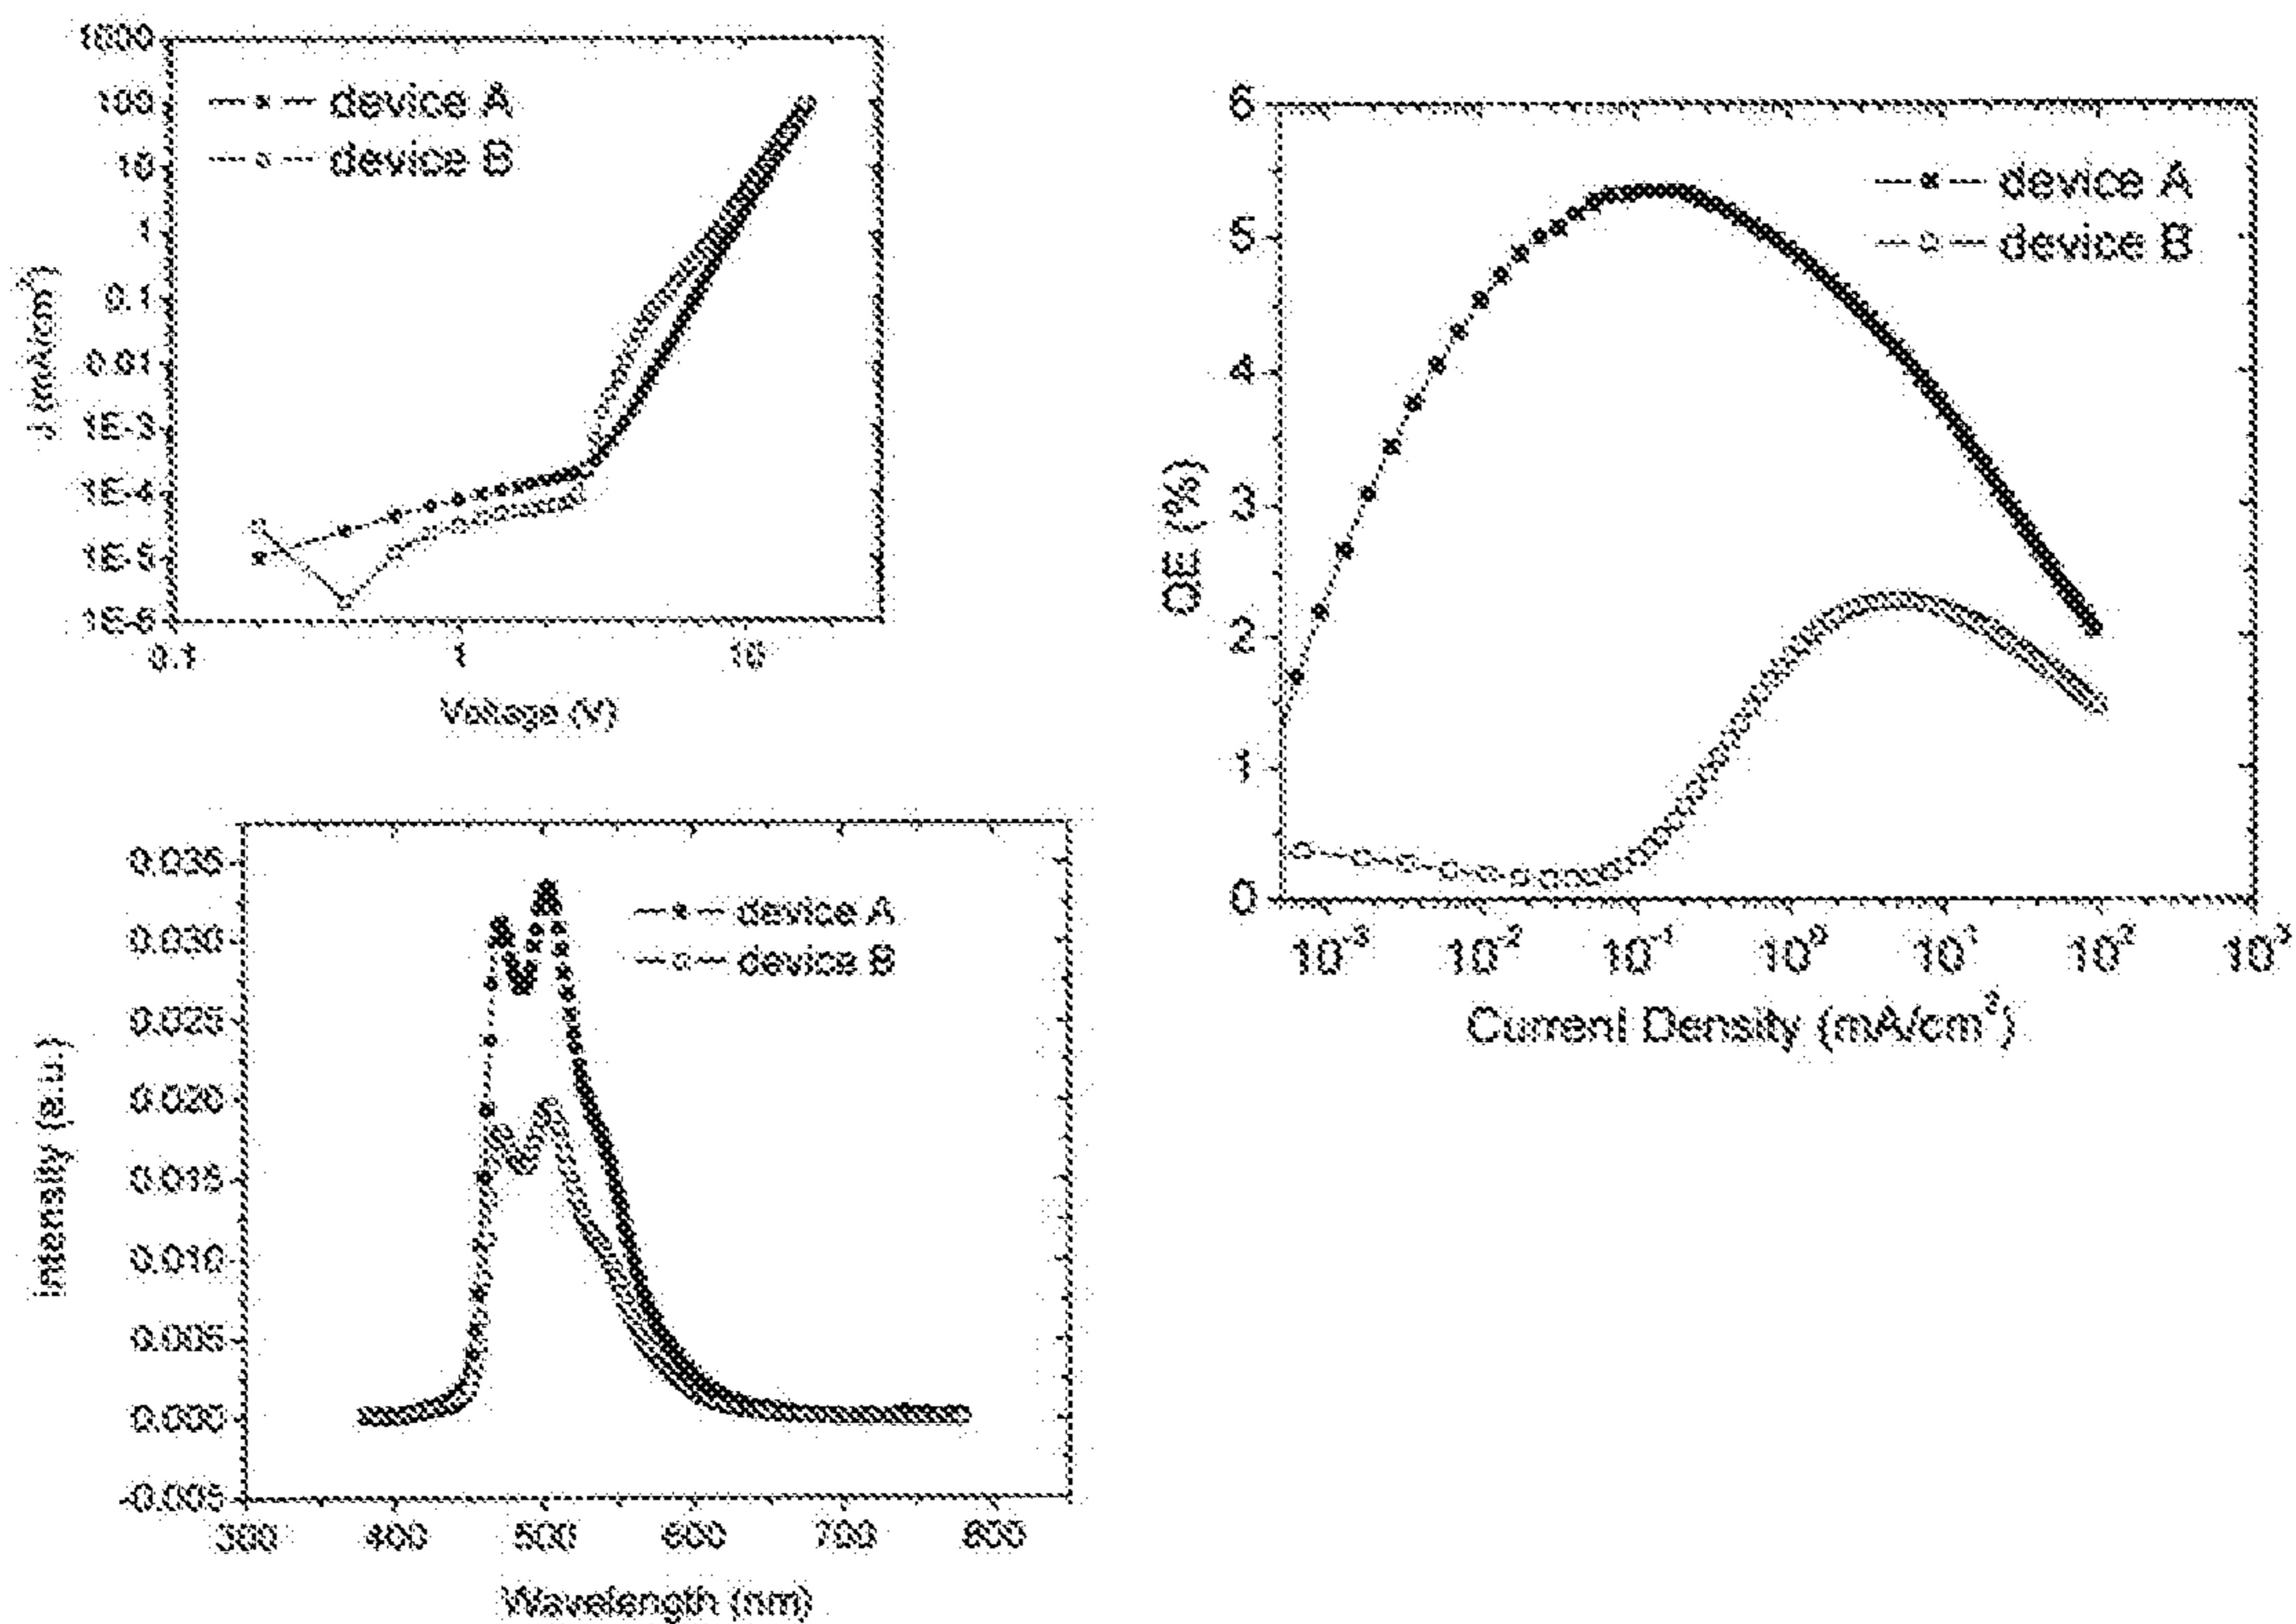 1000
100
10
1
0.1
0.01
1E-3
1E-4
1E-5
1E-6
J (mA/cm²)
device A
device B
0.1 1 10
Voltage (V)
6
5
4
3
2
1
0
QE (%)
device A
device B
10⁻³ 10⁻² 10⁻¹ 10⁰ 10¹ 10² 10³
Current Density (mA/cm²)
0.035
0.030
0.025
0.020
0.015
0.010
0.005
0.000
-0.005
Intensity (a.u.)
device A
device B
300 400 500 600 700 800
Wavelength (nm)